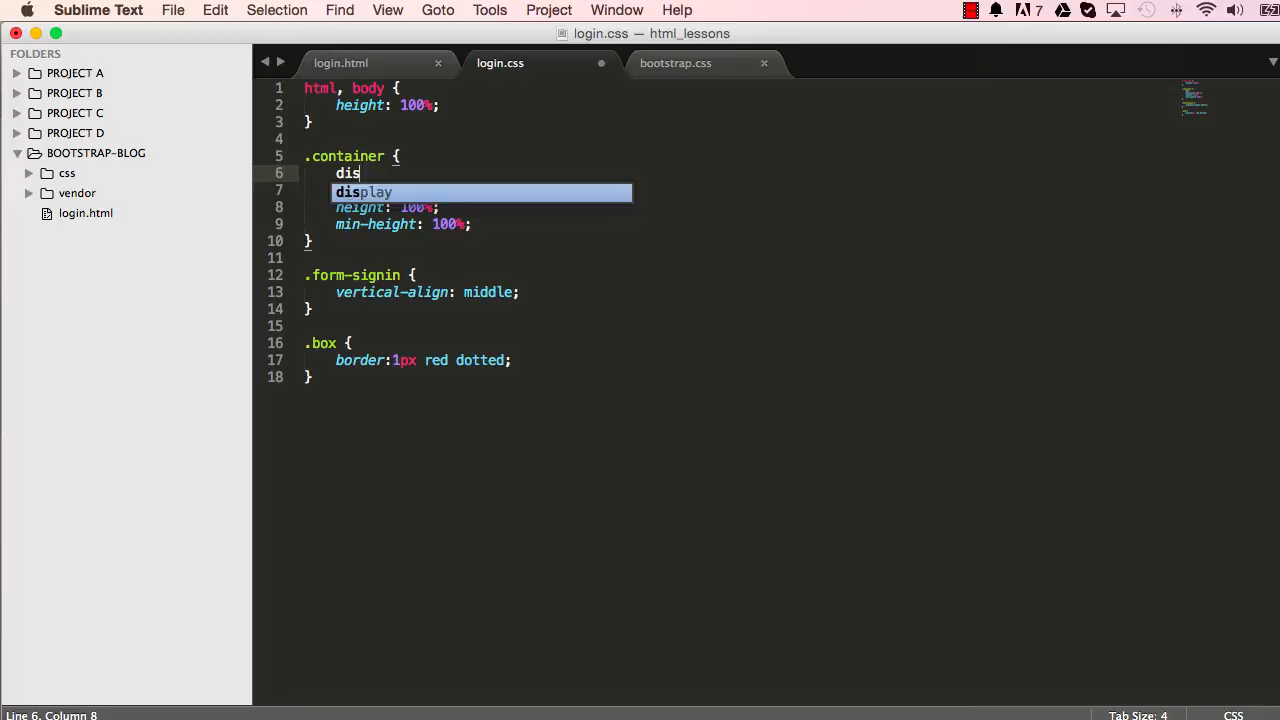 Sublime Text File Edit Selection Find View Goto Tools Project Window Help 7
login.css — html_lessons
FOLDERS
PROJECT A
PROJECT B
PROJECT C
PROJECT D
BOOTSTRAP-BLOG
css
vendor
login.html
login.html login.css bootstrap.css
1 html, body {
2 height: 100%;
3 }
4
5 .container {
6 dis
7 display
8 height: 100%;
9 min-height: 100%;
10 }
11
12 .form-signin {
13 vertical-align: middle;
14 }
15
16 .box {
17 border:1px red dotted;
18 }
Line 6, Column 8 Tab Size: 4 CSS